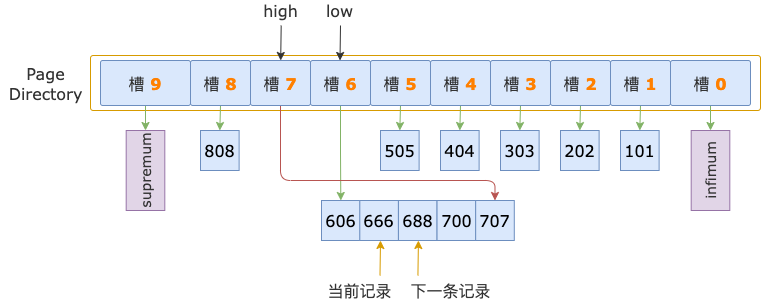 high low
Page
Directory
槽 9 槽 8 槽 7 槽 6 槽 5 槽 4 槽 3 槽 2 槽 1 槽 0
supremum 808 505 404 303 202 101 infimum
606 666 688 700 707
当前记录 下一条记录